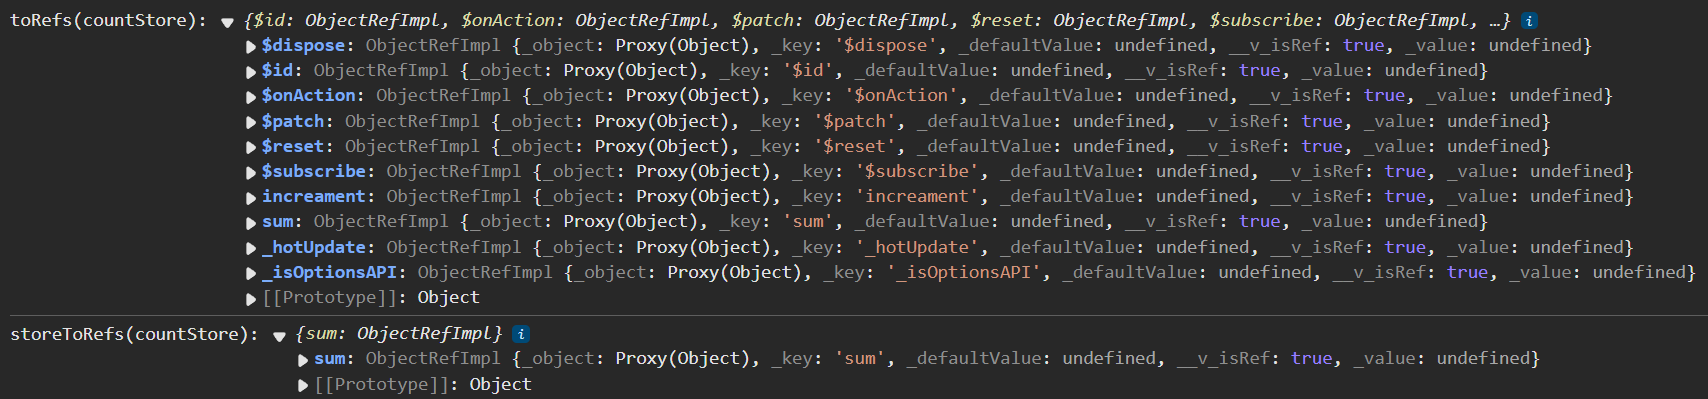 toRefs(countStore): ▼ {$id: ObjectRefImpl, $onAction: ObjectRefImpl, $patch: ObjectRefImpl, $reset: ObjectRefImpl, $subscribe: ObjectRefImpl, …} i
▶ $dispose: ObjectRefImpl {_object: Proxy(Object), _key: '$dispose', _defaultValue: undefined, __v_isRef: true, _value: undefined}
▶ $id: ObjectRefImpl {_object: Proxy(Object), _key: '$id', _defaultValue: undefined, __v_isRef: true, _value: undefined}
▶ $onAction: ObjectRefImpl {_object: Proxy(Object), _key: '$onAction', _defaultValue: undefined, __v_isRef: true, _value: undefined}
▶ $patch: ObjectRefImpl {_object: Proxy(Object), _key: '$patch', _defaultValue: undefined, __v_isRef: true, _value: undefined}
▶ $reset: ObjectRefImpl {_object: Proxy(Object), _key: '$reset', _defaultValue: undefined, __v_isRef: true, _value: undefined}
▶ $subscribe: ObjectRefImpl {_object: Proxy(Object), _key: '$subscribe', _defaultValue: undefined, __v_isRef: true, _value: undefined}
▶ increament: ObjectRefImpl {_object: Proxy(Object), _key: 'increament', _defaultValue: undefined, __v_isRef: true, _value: undefined}
▶ sum: ObjectRefImpl {_object: Proxy(Object), _key: 'sum', _defaultValue: undefined, __v_isRef: true, _value: undefined}
▶ _hotUpdate: ObjectRefImpl {_object: Proxy(Object), _key: '_hotUpdate', _defaultValue: undefined, __v_isRef: true, _value: undefined}
▶ _isOptionsAPI: ObjectRefImpl {_object: Proxy(Object), _key: '_isOptionsAPI', _defaultValue: undefined, __v_isRef: true, _value: undefined}
▶ [[Prototype]]: Object
storeToRefs(countStore): ▼ {sum: ObjectRefImpl} i
▶ sum: ObjectRefImpl {_object: Proxy(Object), _key: 'sum', _defaultValue: undefined, __v_isRef: true, _value: undefined}
▶ [[Prototype]]: Object